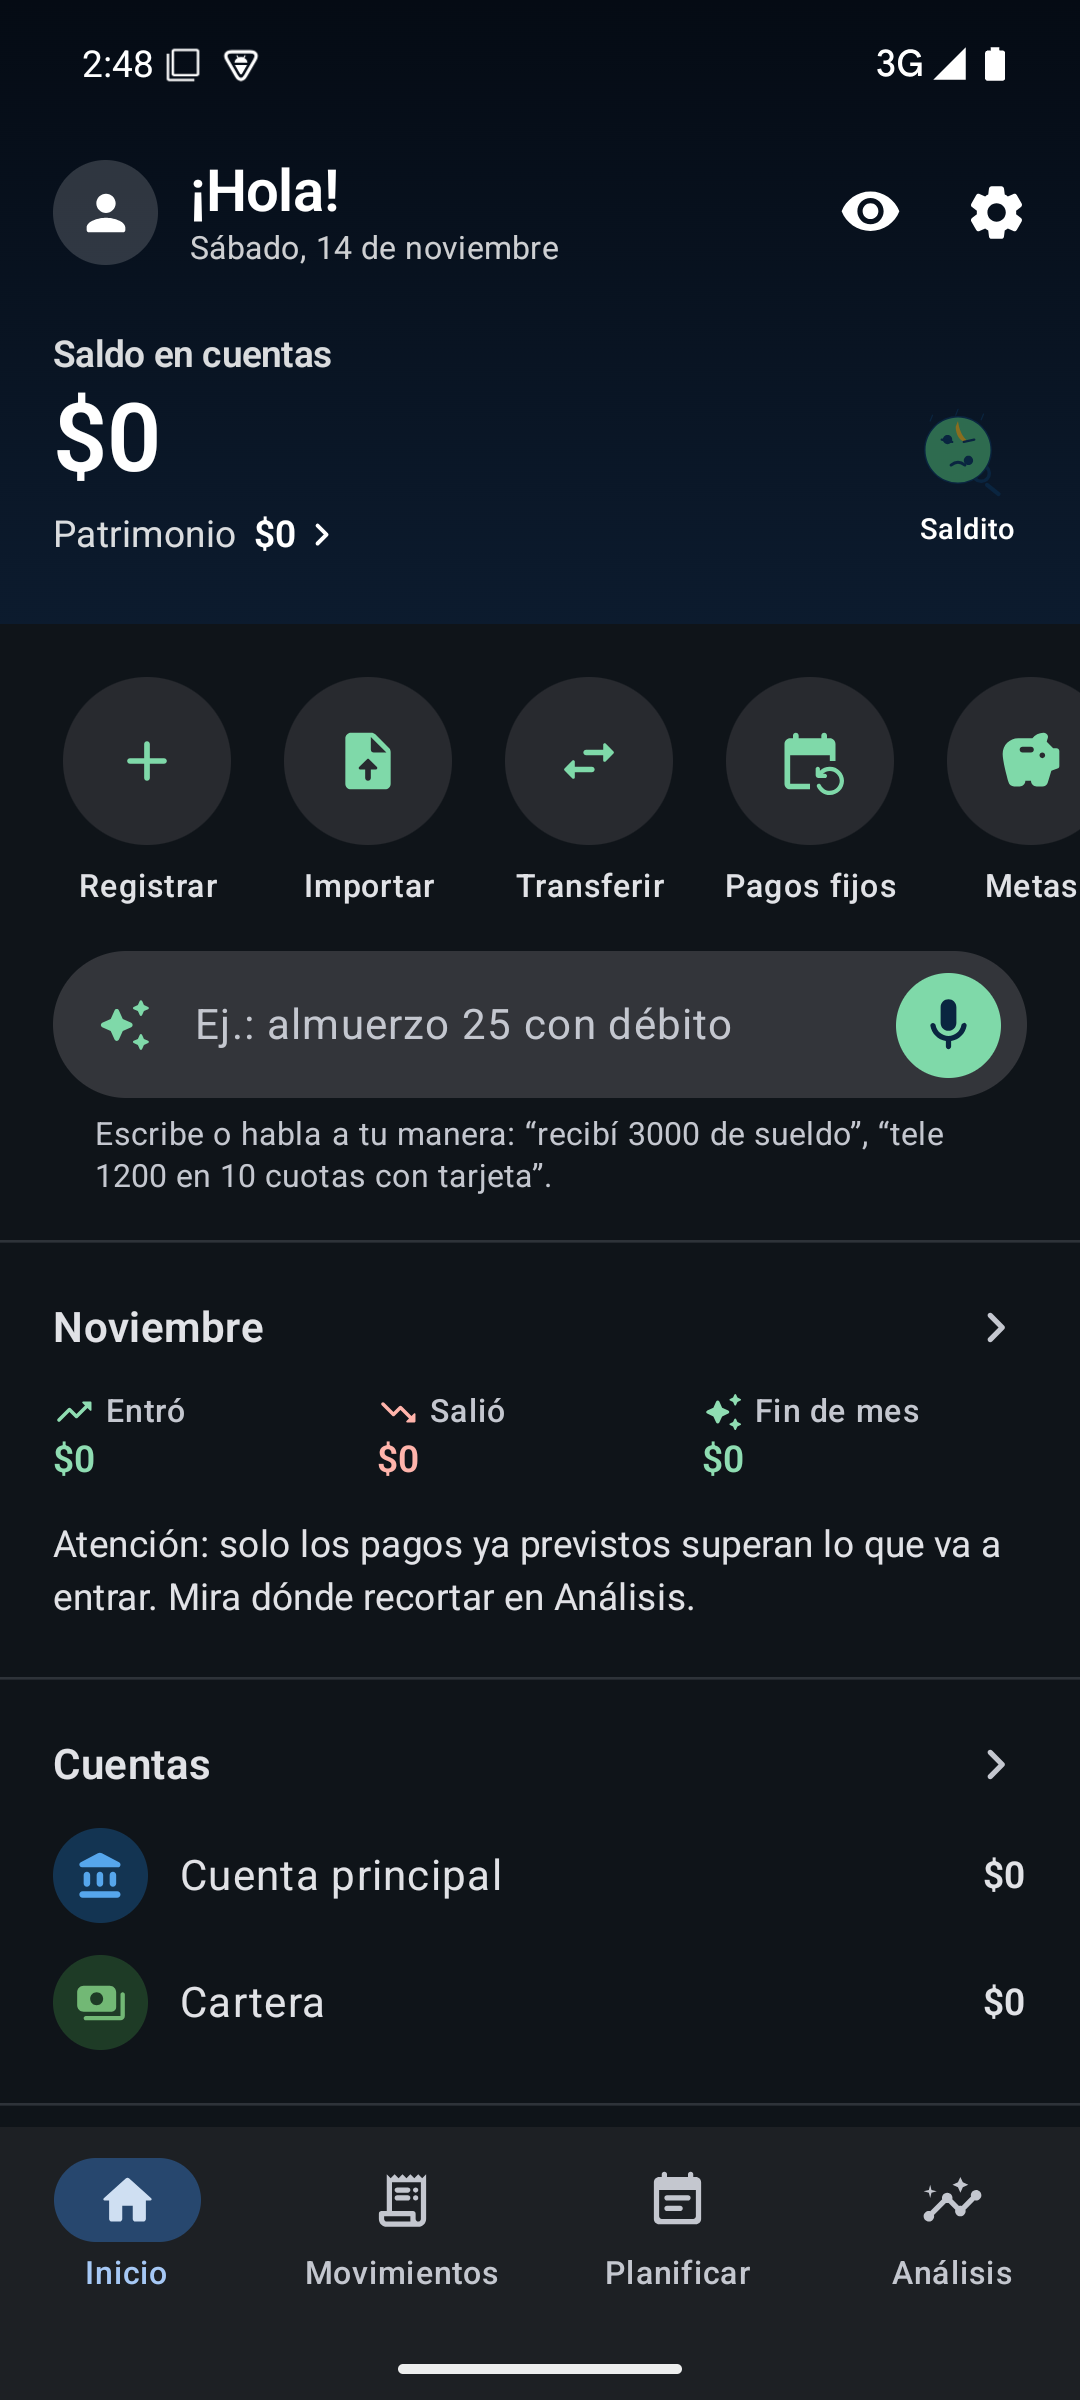 2:48
3G
¡Hola!
Sábado, 14 de noviembre
Saldo en cuentas
$0
Patrimonio $0
Saldito
Registrar
Importar
Transferir
Pagos fijos
Metas
Ej.: almuerzo 25 con débito
Escribe o habla a tu manera: “recibí 3000 de sueldo”, “tele
1200 en 10 cuotas con tarjeta”.
Noviembre
Entró
Salió
Fin de mes
$0
$0
$0
Atención: solo los pagos ya previstos superan lo que va a
entrar. Mira dónde recortar en Análisis.
Cuentas
Cuenta principal $0
Cartera $0
Inicio
Movimientos
Planificar
Análisis